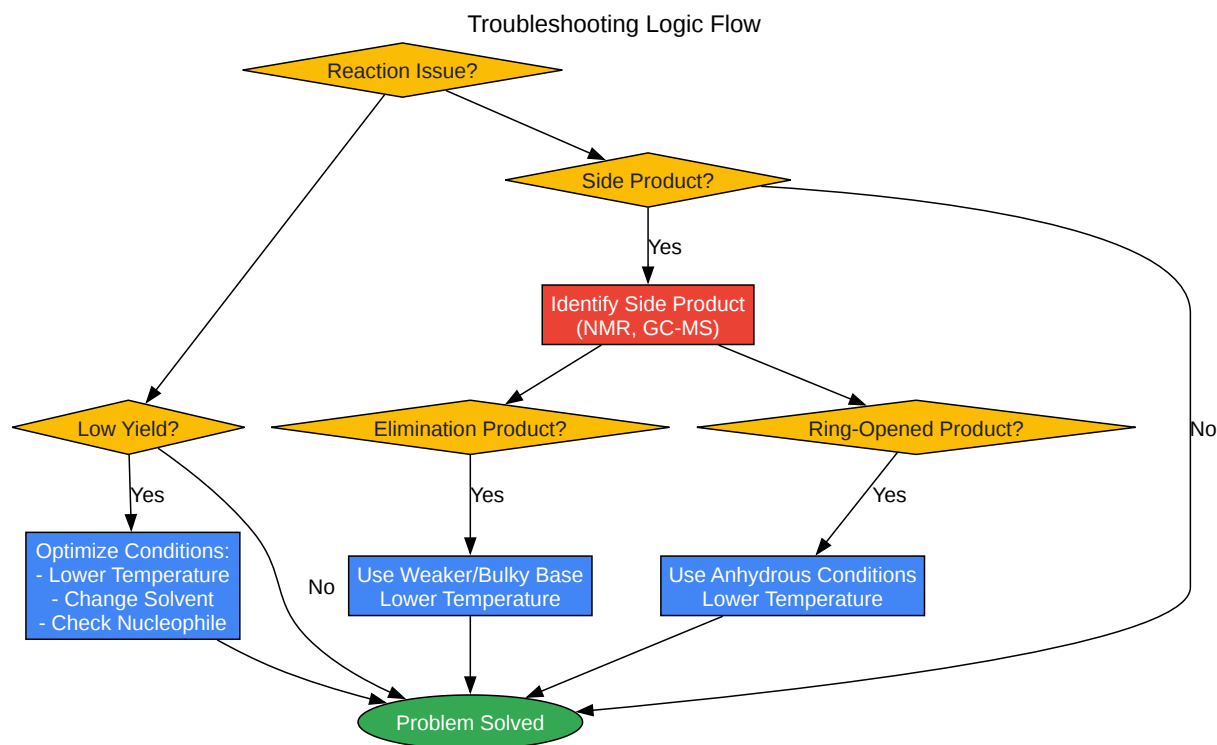 Troubleshooting Logic Flow
Reaction Issue?
Side Product?
Yes
Identify Side Product
(NMR, GC-MS)
Low Yield?
Elimination Product?
Ring-Opened Product?
No
Yes
Yes
Yes
Optimize Conditions:
- Lower Temperature
- Change Solvent
- Check Nucleophile
No
Use Weaker/Bulky Base
Lower Temperature
Use Anhydrous Conditions
Lower Temperature
Problem Solved